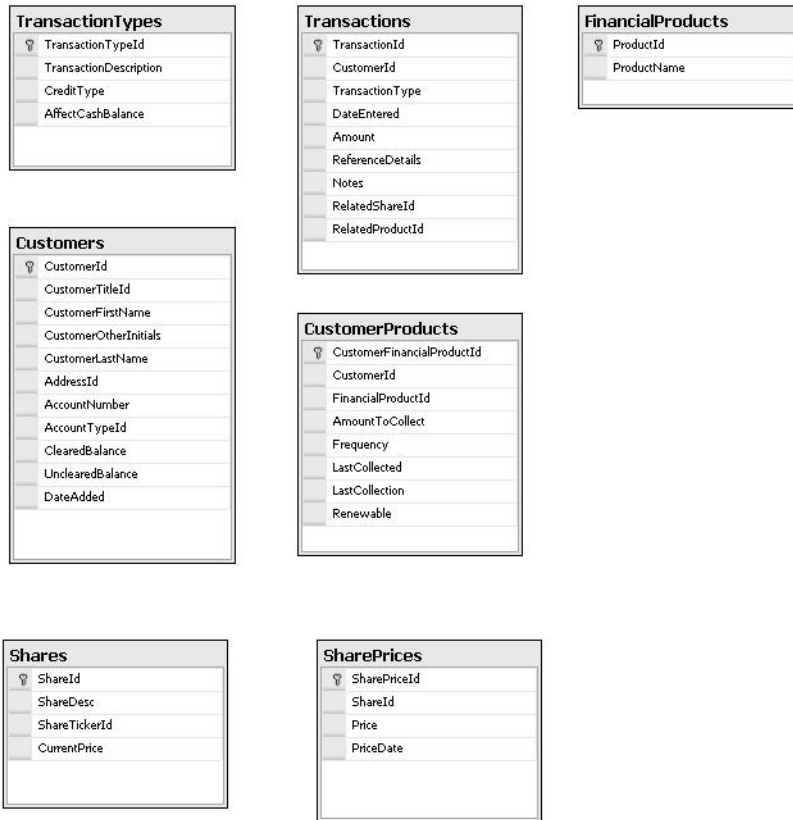 TransactionTypes
TransactionTypeId
TransactionDescription
CreditType
AffectCashBalance
Transactions
TransactionId
CustomerId
TransactionType
DateEntered
Amount
ReferenceDetails
Notes
RelatedShareId
RelatedProductId
FinancialProducts
ProductId
ProductName
Customers
CustomerId
CustomerTitleId
CustomerFirstName
CustomerOtherInitials
CustomerLastName
AddressId
AccountNumber
AccountTypeId
ClearedBalance
UnclearedBalance
DateAdded
CustomerProducts
CustomerFinancialProductId
CustomerId
FinancialProductId
AmountToCollect
Frequency
LastCollected
LastCollection
Renewable
Shares
ShareId
ShareDesc
ShareTickerId
CurrentPrice
SharePrices
SharePriceId
ShareId
Price
PriceDate